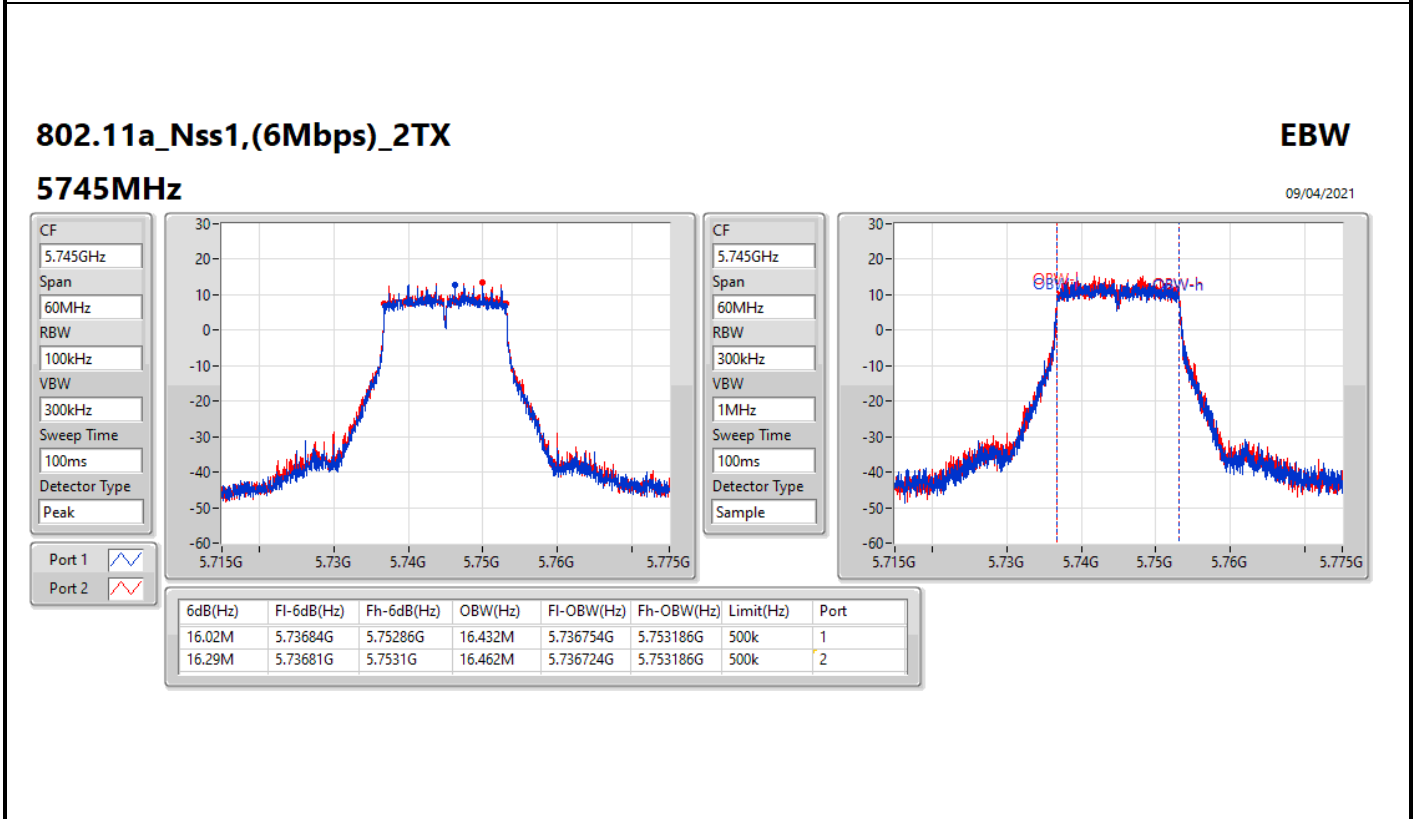 802.11a_Nss1,(6Mbps)_2TX EBW
5745MHz 09/04/2021
CF
5.745GHz
Span
60MHz
RBW
100kHz
VBW
300kHz
Sweep Time
100ms
Detector Type
Peak
Port 1
Port 2
30
20
10
0
-10
-20
-30
-40
-50
-60
5.715G 5.73G 5.74G 5.75G 5.76G 5.775G
CF
5.745GHz
Span
60MHz
RBW
300kHz
VBW
1MHz
Sweep Time
100ms
Detector Type
Sample
30
20
10
0
-10
-20
-30
-40
-50
-60
OBW-l OBW-h
5.715G 5.73G 5.74G 5.75G 5.76G 5.775G
6dB(Hz) Fl-6dB(Hz) Fh-6dB(Hz) OBW(Hz) Fl-OBW(Hz) Fh-OBW(Hz) Limit(Hz) Port
16.02M 5.73684G 5.75286G 16.432M 5.736754G 5.753186G 500k 1
16.29M 5.73681G 5.7531G 16.462M 5.736724G 5.753186G 500k 2